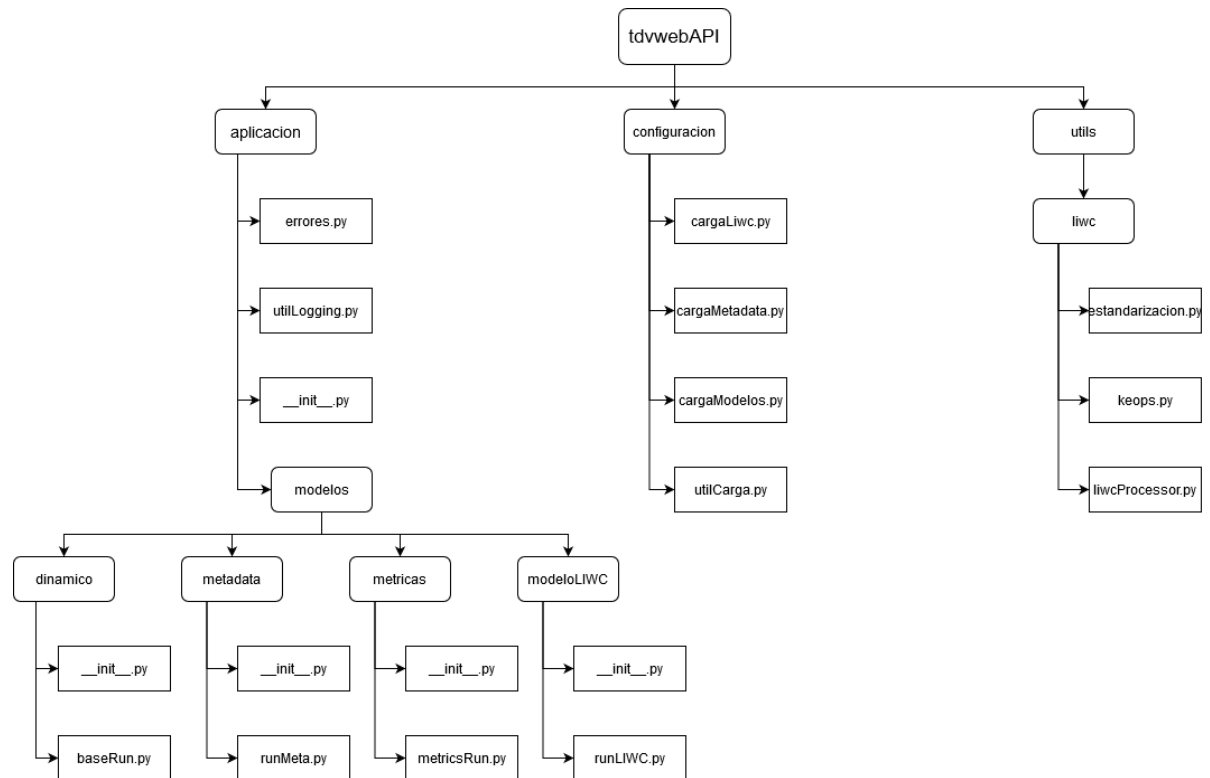 tdvwebAPI
aplicacion
configuracion
utils
errores.py
cargaLiwc.py
liwc
utilLogging.py
cargaMetadata.py
estandarizacion.py
__init__.py
cargaModelos.py
keops.py
modelos
utilCarga.py
liwcProcessor.py
dinamico
metadata
metricas
modeloLIWC
__init__.py
__init__.py
__init__.py
__init__.py
baseRun.py
runMeta.py
metricsRun.py
runLIWC.py